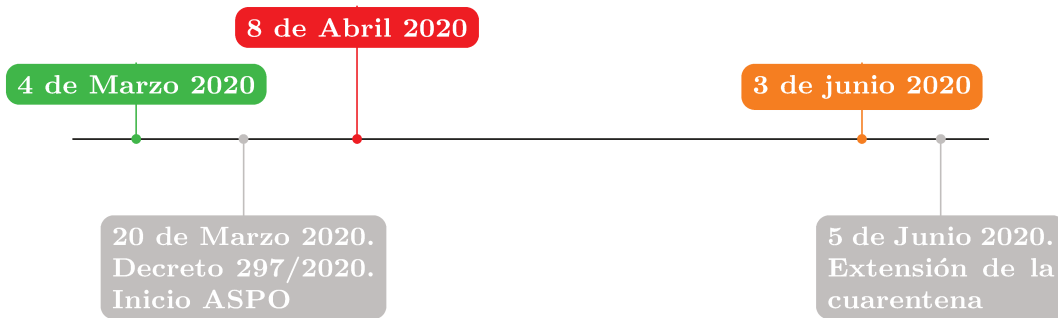 8 de Abril 2020
4 de Marzo 2020
3 de junio 2020
20 de Marzo 2020.
Decreto 297/2020.
Inicio ASPO
5 de Junio 2020.
Extensión de la
cuarentena